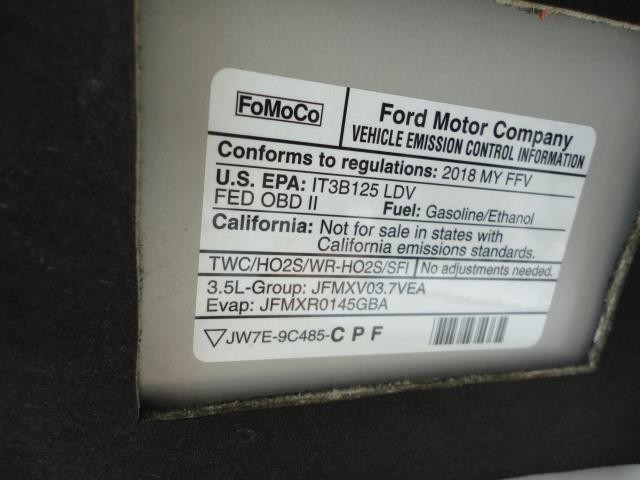 FoMoCo
Ford Motor Company
VEHICLE EMISSION CONTROL INFORMATION
Conforms to regulations: 2018 MY FFV
U.S. EPA: IT3B125 LDV
FED OBD II Fuel: Gasoline/Ethanol
California: Not for sale in states with
California emissions standards.
TWC/HO2S/WR-HO2S/SFI No adjustments needed.
3.5L-Group: JFMXV03.7VEA
Evap: JFMXR0145GBA
JW7E-9C485-CPF